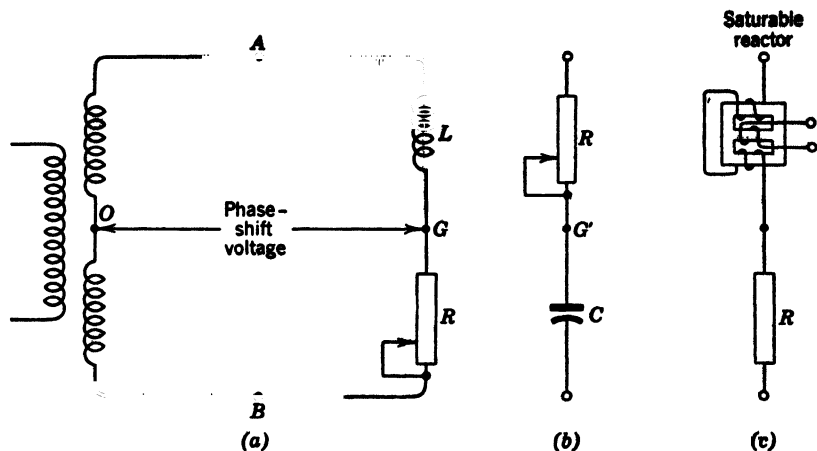 Saturable
reactor
A
L
R
O
Phase-
shift
voltage
G
G'
R
C
R
B
(a)
(b)
(c)